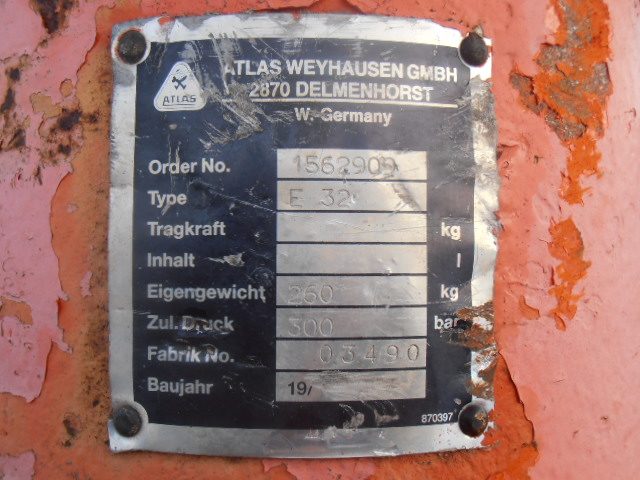 ATLAS
ATLAS WEYHAUSEN GMBH
2870 DELMENHORST
W.-Germany
Order No. 1562909
Type E 32
Tragkraft kg
Inhalt l
Eigengewicht 260 kg
Zul. Druck 300 bar
Fabrik No. 03490
Baujahr 19/
870397